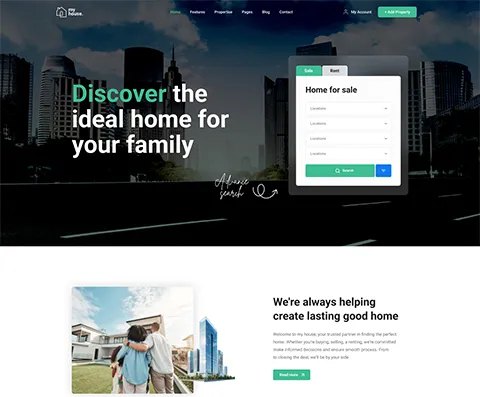 my
house.
Home
Features
Properties
Pages
Blog
Contact
My Account
+ Add Property
Discover the
ideal home for
your family
Sale
Rent
Home for sale
Locations
Locations
Locations
Locations
Search
Advance
search
We're always helping
create lasting good home
Welcome to my house, your trusted partner in finding the perfect
home. Whether you're buying, selling, or renting, we're committed
make informed decisions and ensure smooth process. From
in closing the deal, we'll be by your side
Read more